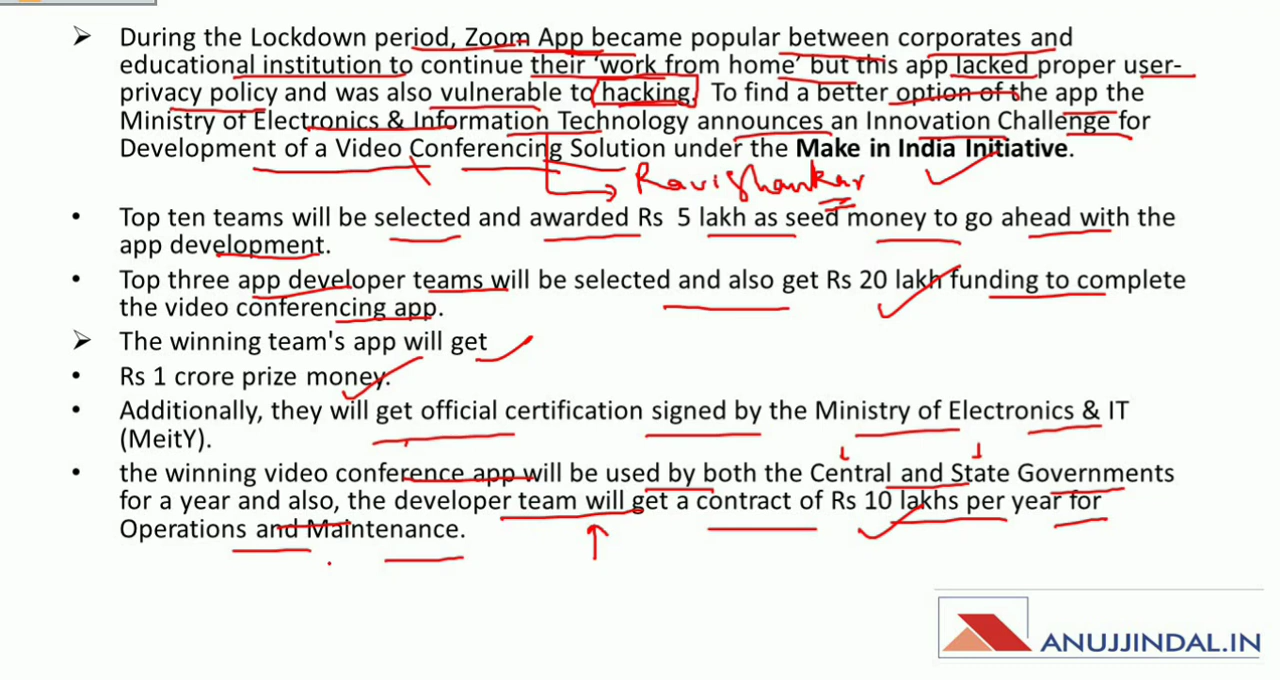 ➤ During the Lockdown period, Zoom App became popular between corporates and
educational institution to continue their 'work from home' but this app lacked proper user-
privacy policy and was also vulnerable to hacking. To find a better option of the app the
Ministry of Electronics & Information Technology announces an Innovation Challenge for
Development of a Video Conferencing Solution under the Make in India Initiative.
Ravi Shankar
• Top ten teams will be selected and awarded Rs 5 lakh as seed money to go ahead with the
app development.
• Top three app developer teams will be selected and also get Rs 20 lakh funding to complete
the video conferencing app.
➤ The winning team's app will get
• Rs 1 crore prize money.
• Additionally, they will get official certification signed by the Ministry of Electronics & IT
(MeitY).
• the winning video conference app will be used by both the Central and State Governments
for a year and also, the developer team will get a contract of Rs 10 lakhs per year for
Operations and Maintenance.
ANUJJINDAL.IN